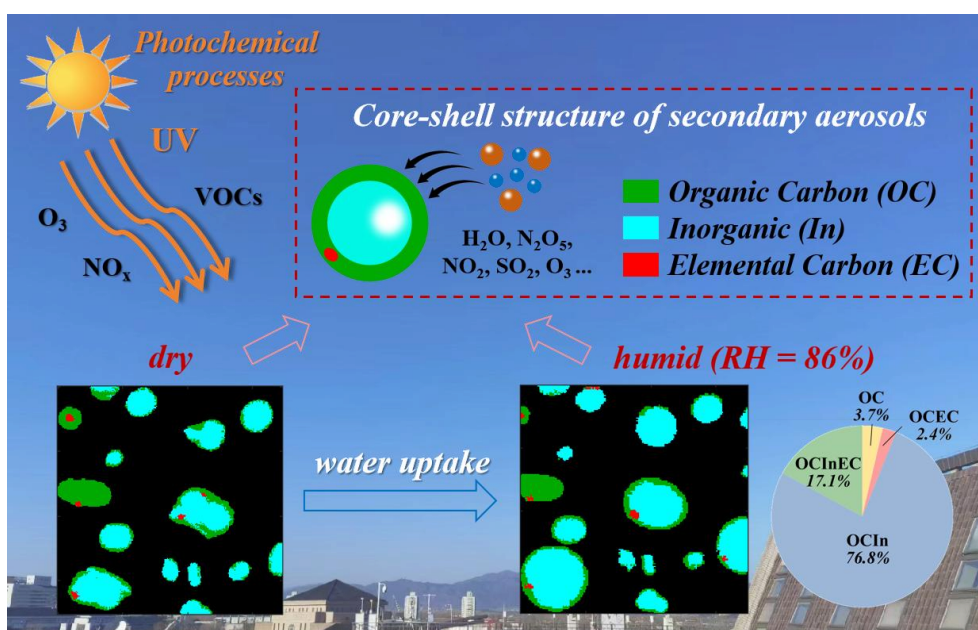 Photochemical
processes
UV
VOCs
O₃
NOₓ
Core-shell structure of secondary aerosols
H₂O, N₂O₅,
NO₂, SO₂, O₃ ...
Organic Carbon (OC)
Inorganic (In)
Elemental Carbon (EC)
dry
humid (RH = 86%)
water uptake
OC
3.7%
OCEC
2.4%
OCInEC
17.1%
OCIn
76.8%